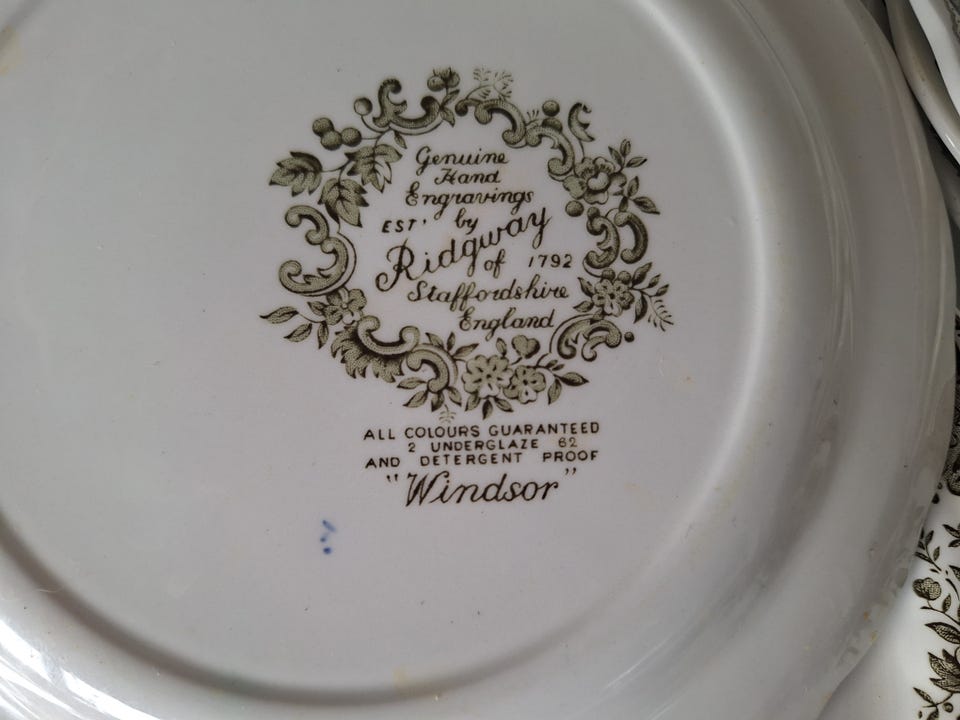 Genuine
Hand
Engravings
EST' by
Ridgway
of 1792
Staffordshire
England
ALL COLOURS GUARANTEED
2 UNDERGLAZE 62
AND DETERGENT PROOF
"Windsor"